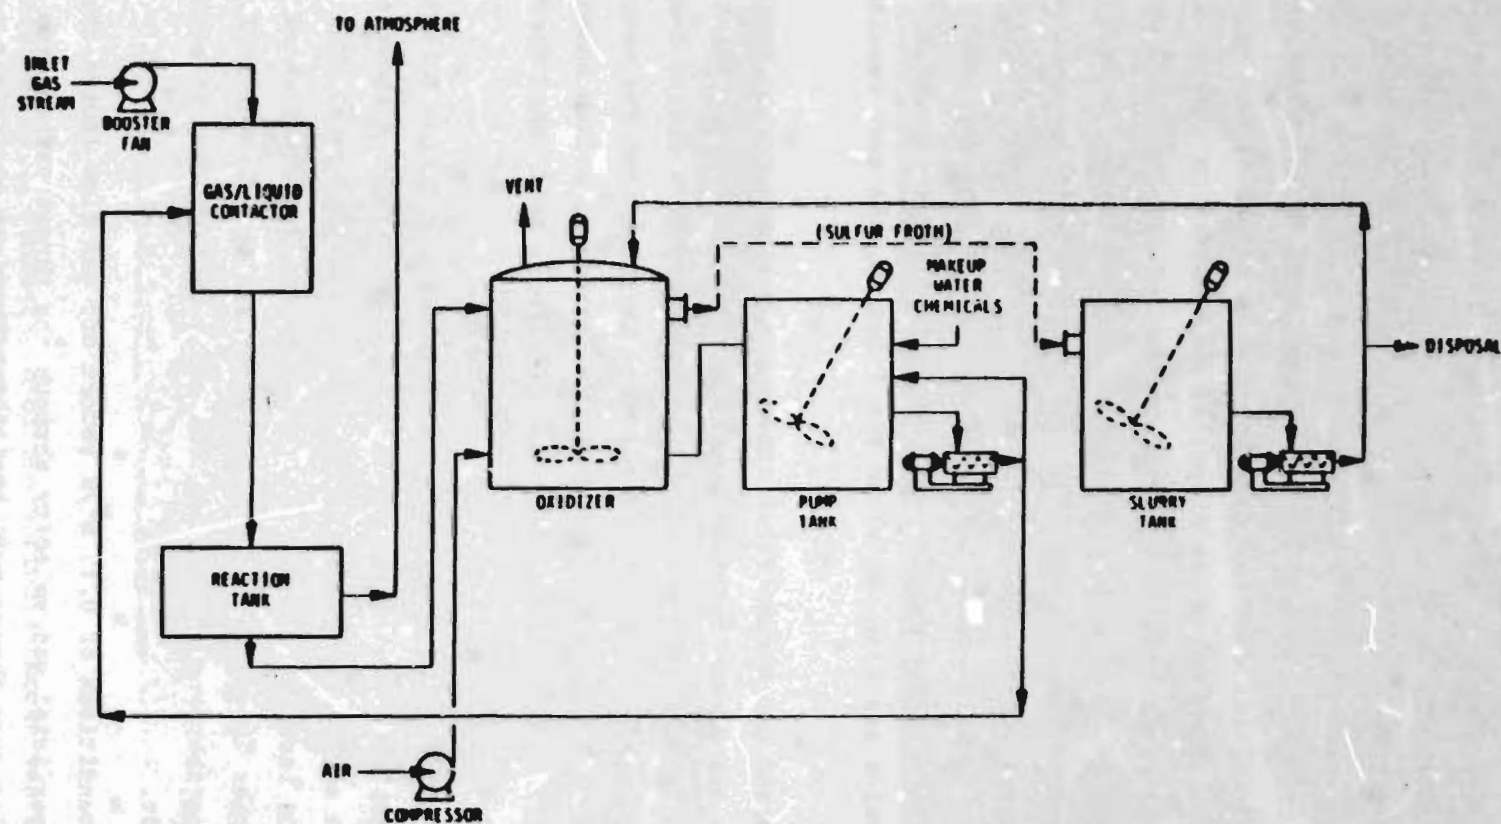 TO ATMOSPHERE
INLET
GAS
STREAM
BOOSTER
FAN
GAS/LIQUID
CONTACTOR
VENT
(SULFUR FROTH)
MAKEUP
WATER
CHEMICALS
DISPOSAL
OXIDIZER
PUMP
TANK
SLURRY
TANK
REACTION
TANK
AIR
COMPRESSOR